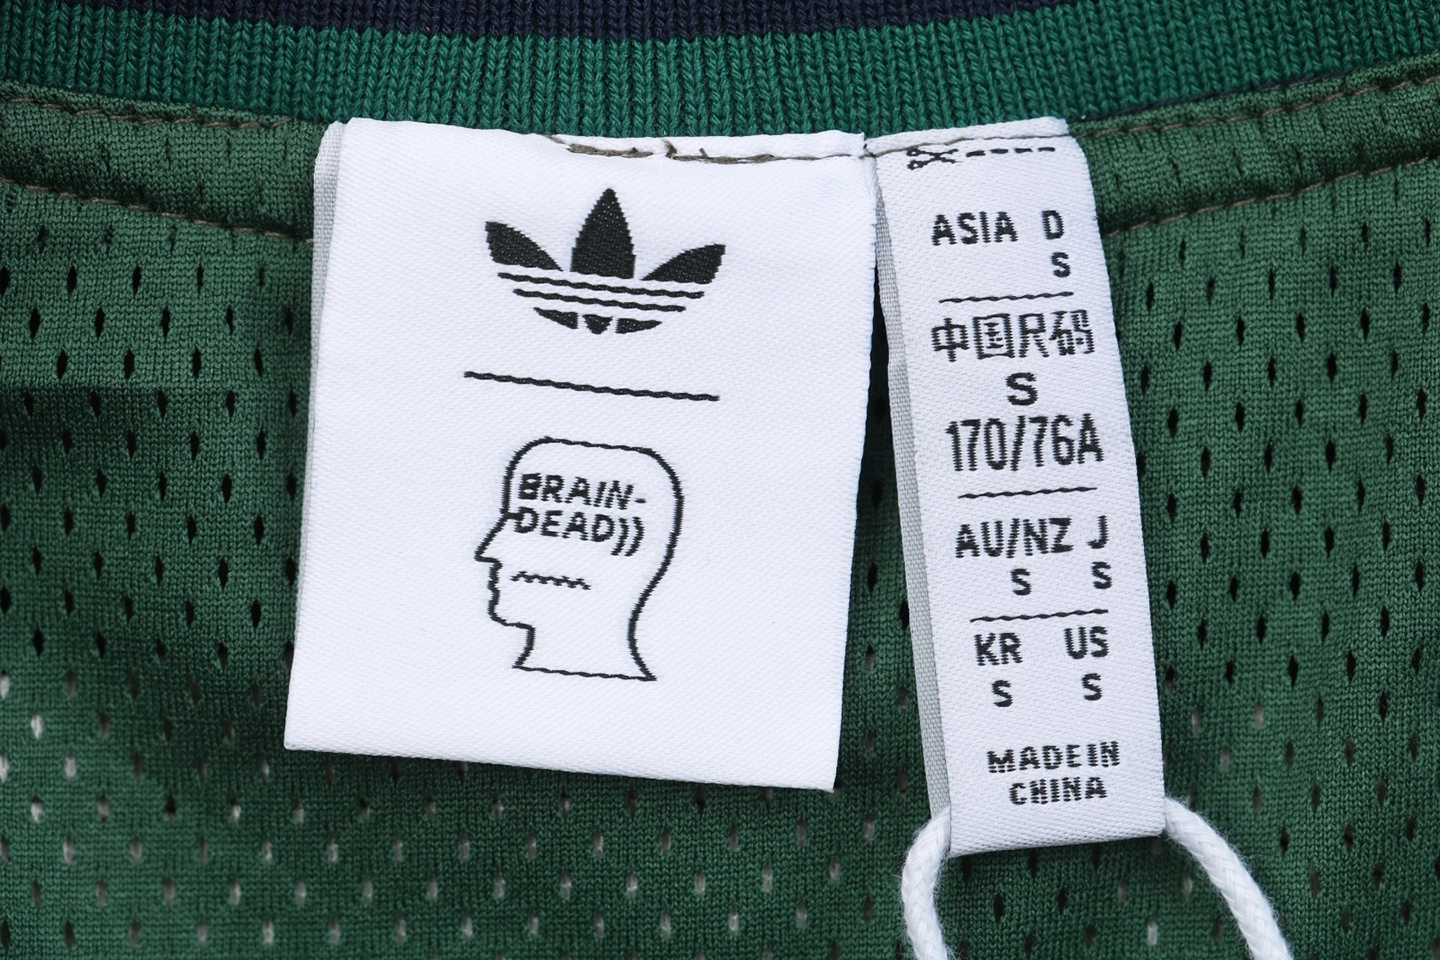 BRAIN-
DEAD))
ASIA D
S
中国尺码
S
170/76A
AU/NZ J
S S
KR US
S S
MADE IN
CHINA